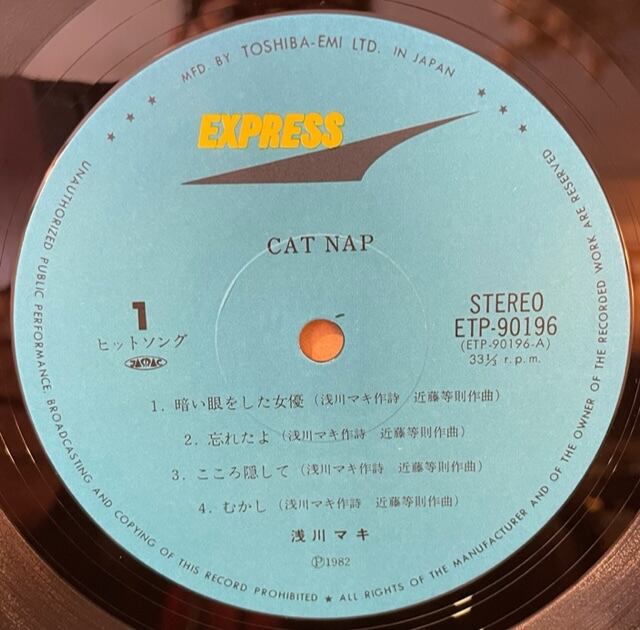 MFD. BY TOSHIBA-EMI LTD. IN JAPAN
EXPRESS
CAT NAP
1
ヒットソング
JASRAC
STEREO
ETP-90196
(ETP-90196-A)
33⅓ r.p.m.
1. 暗い眼をした女優 (浅川マキ作詩 近藤等則作曲)
2. 忘れたよ (浅川マキ作詩 近藤等則作曲)
3. こころ隠して (浅川マキ作詩 近藤等則作曲)
4. むかし (浅川マキ作詩 近藤等則作曲)
浅川マキ
Ⓟ1982
UNAUTHORIZED PUBLIC PERFORMANCE, BROADCASTING AND COPYING OF THIS RECORD PROHIBITED ★ ALL RIGHTS OF THE MANUFACTURER AND OF THE OWNER OF THE RECORDED WORK ARE RESERVED